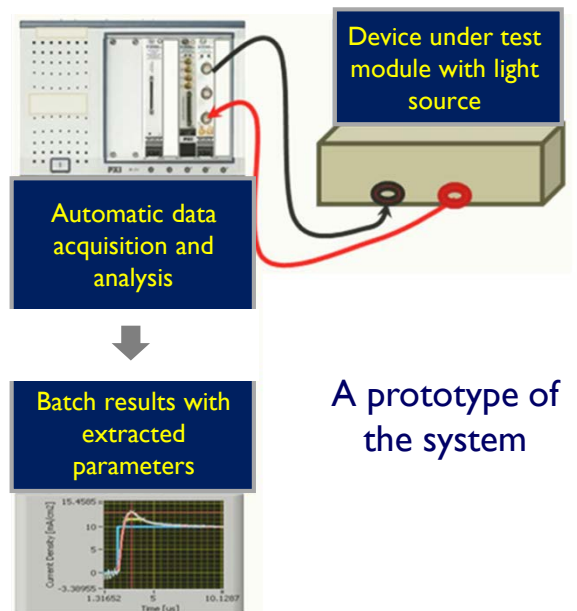 Device under test
module with light
source
PXI
Automatic data
acquisition and
analysis
Batch results with
extracted
parameters
A prototype of
the system
15.4585
10
5
0
-3.38955
Current Density [mA/cm2]
1.31652
5
10.1287
Time [us]